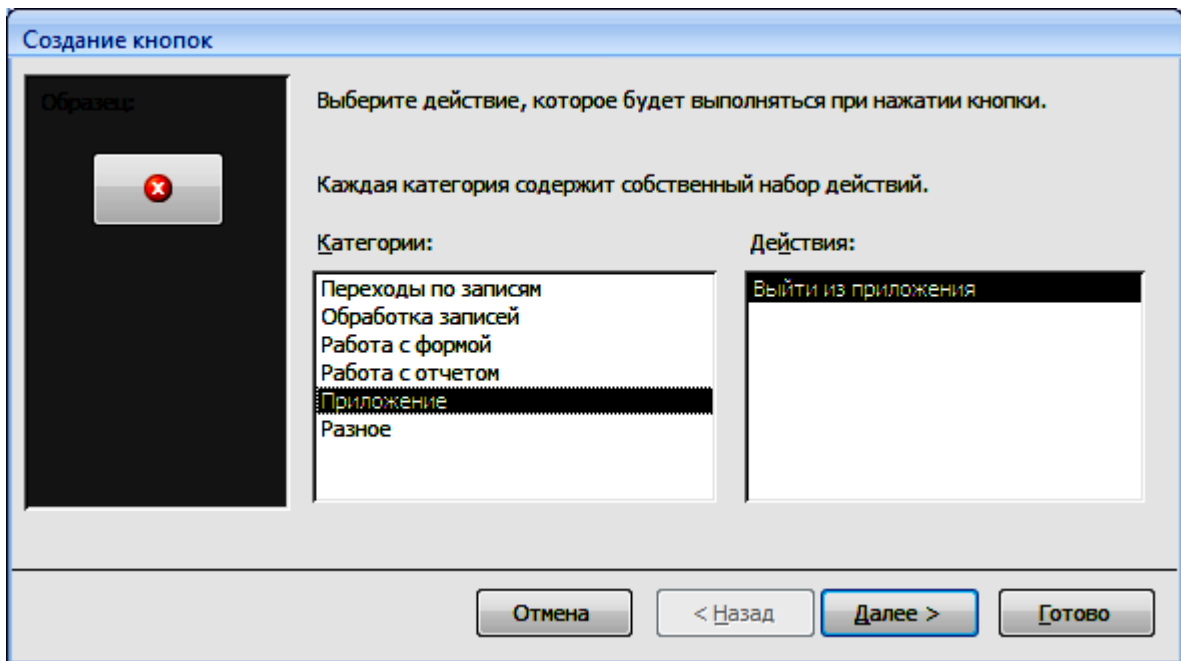 Создание кнопок
Образец:
Выберите действие, которое будет выполняться при нажатии кнопки.
Каждая категория содержит собственный набор действий.
Категории:
Переходы по записям
Обработка записей
Работа с формой
Работа с отчетом
Приложение
Разное
Действия:
Выйти из приложения
Отмена
< Назад
Далее >
Готово